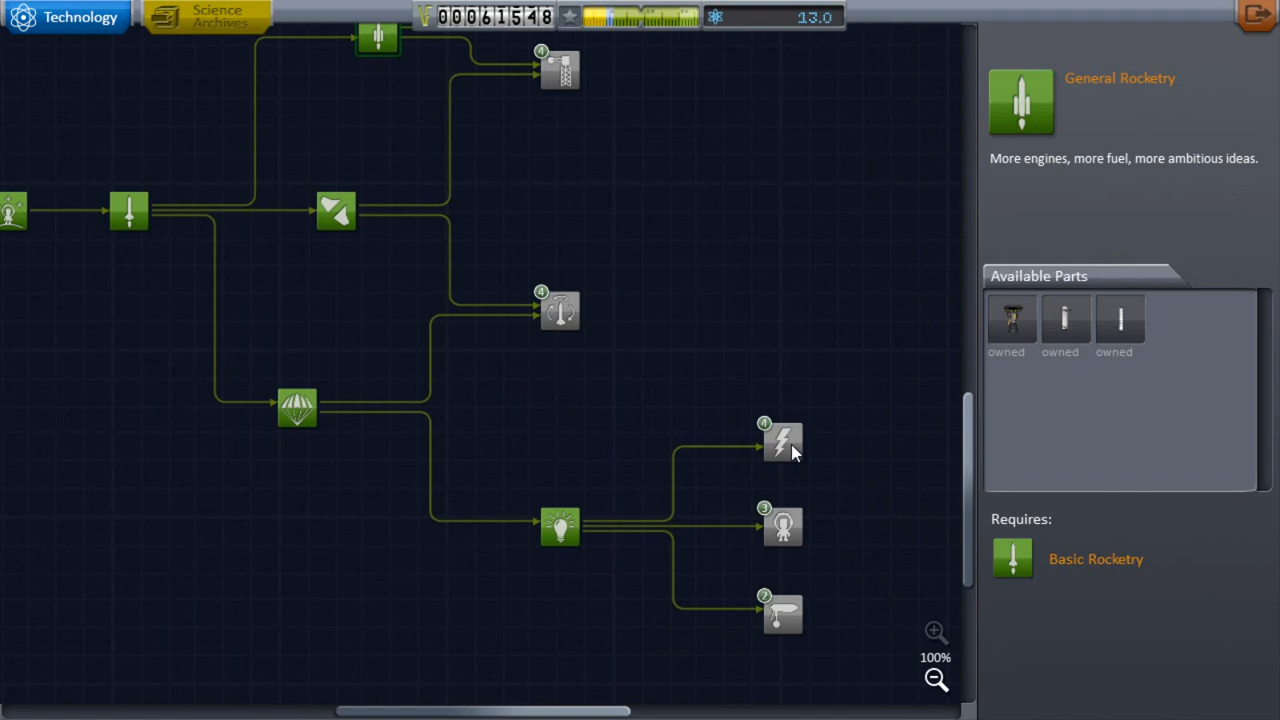 Technology
Science
Archives
00061548
13.0
General Rocketry
More engines, more fuel, more ambitious ideas.
Available Parts
owned owned owned
Requires:
Basic Rocketry
4
4
4
3
2
100%